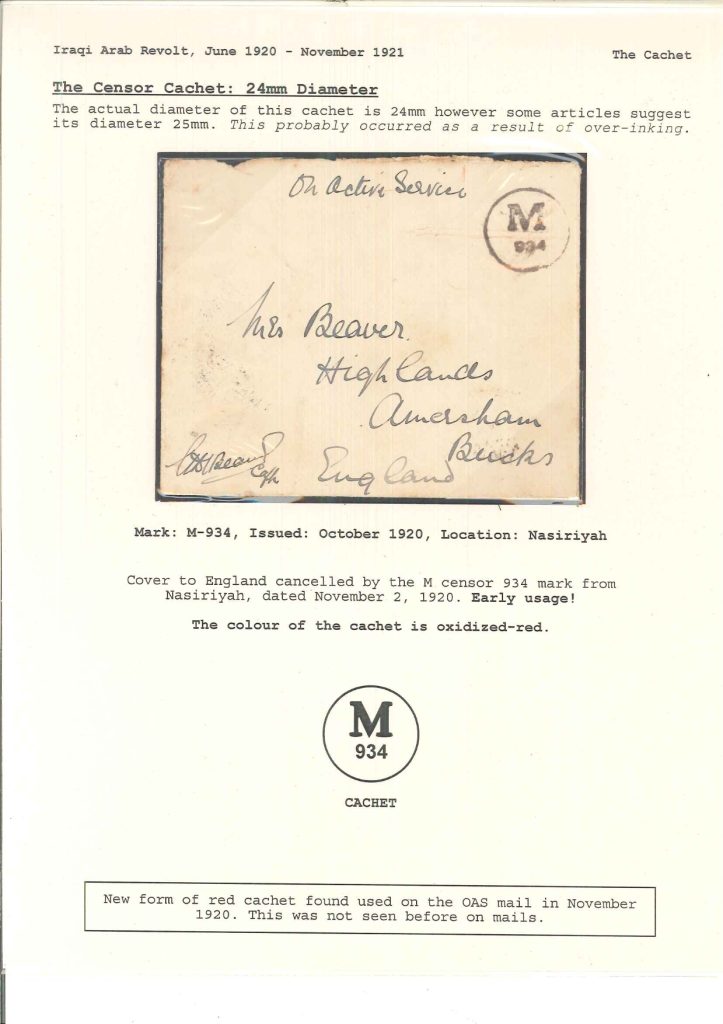 Iraqi Arab Revolt, June 1920 - November 1921
The Cachet
The Censor Cachet: 24mm Diameter
The actual diameter of this cachet is 24mm however some articles suggest
its diameter 25mm. This probably occurred as a result of over-inking.
On Active Service
M
934
Mrs Beaver.
Highlands
Amersham
Bucks
England
Beaver
Capt
Mark: M-934, Issued: October 1920, Location: Nasiriyah
Cover to England cancelled by the M censor 934 mark from
Nasiriyah, dated November 2, 1920. Early usage!
The colour of the cachet is oxidized-red.
M
934
CACHET
New form of red cachet found used on the OAS mail in November
1920. This was not seen before on mails.